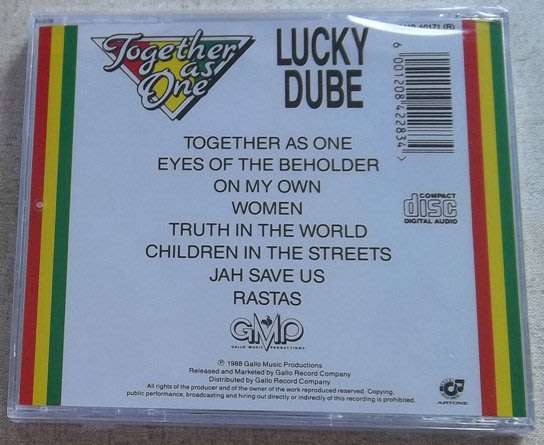 Together
as
One
LUCKY
DUBE
40171 (R)
6 001208 422834 >
TOGETHER AS ONE
EYES OF THE BEHOLDER
ON MY OWN
WOMEN
TRUTH IN THE WORLD
CHILDREN IN THE STREETS
JAH SAVE US
RASTAS
COMPACT
disc
DIGITAL AUDIO
GMP
GALLO MUSIC PRODUCTIONS
℗ 1988 Gallo Music Productions
Released and Marketed by Gallo Record Company
Distributed by Gallo Record Company
All rights of the producer and of the owner of the work reproduced reserved. Copying,
public performance, broadcasting and hiring out directly or indirectly of this recording is prohibited.